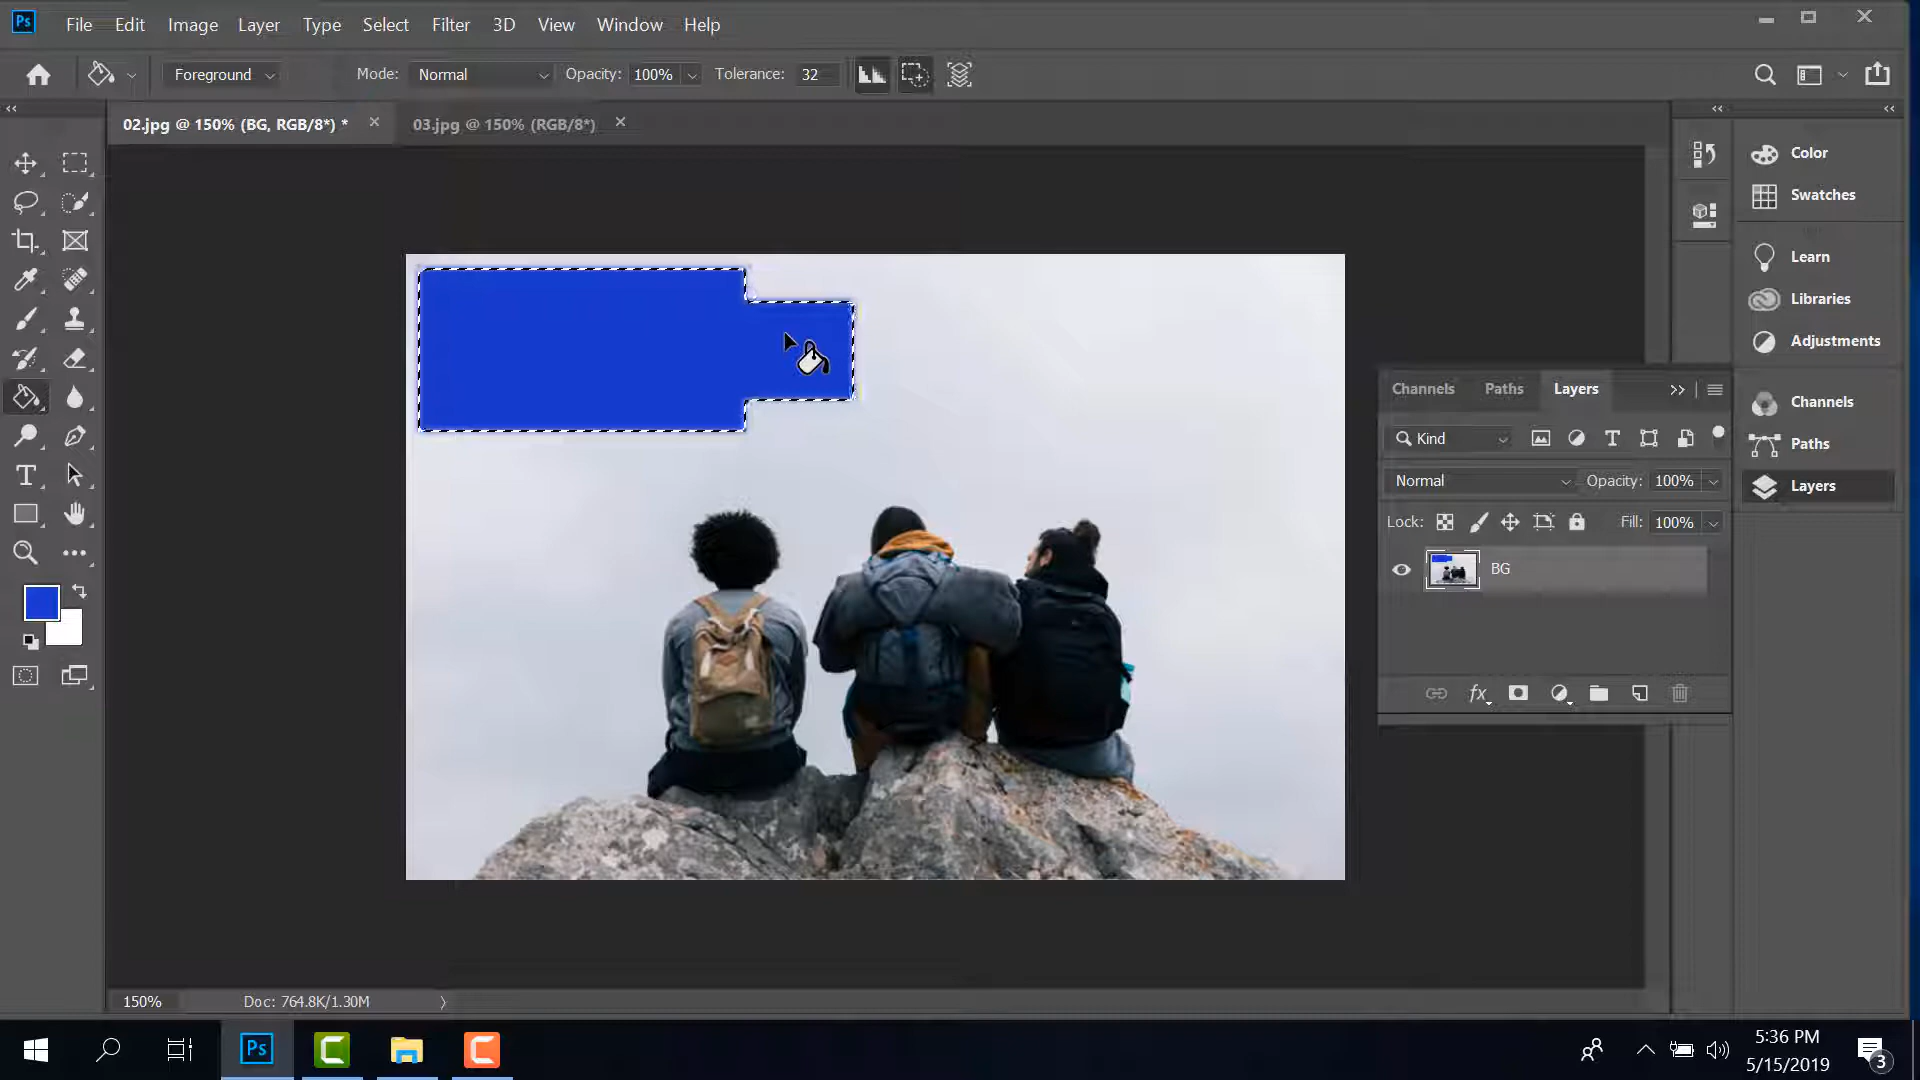 Ps File Edit Image Layer Type Select Filter 3D View Window Help
Foreground Mode: Normal Opacity: 100% Tolerance: 32
02.jpg @ 150% (BG, RGB/8*) * 03.jpg @ 150% (RGB/8*)
Color
Swatches
Learn
Libraries
Adjustments
Channels
Paths
Layers
Channels Paths Layers
Kind
Normal Opacity: 100%
Lock: Fill: 100%
BG
fx
150% Doc: 764.8K/1.30M
Ps
5:36 PM
5/15/2019
3